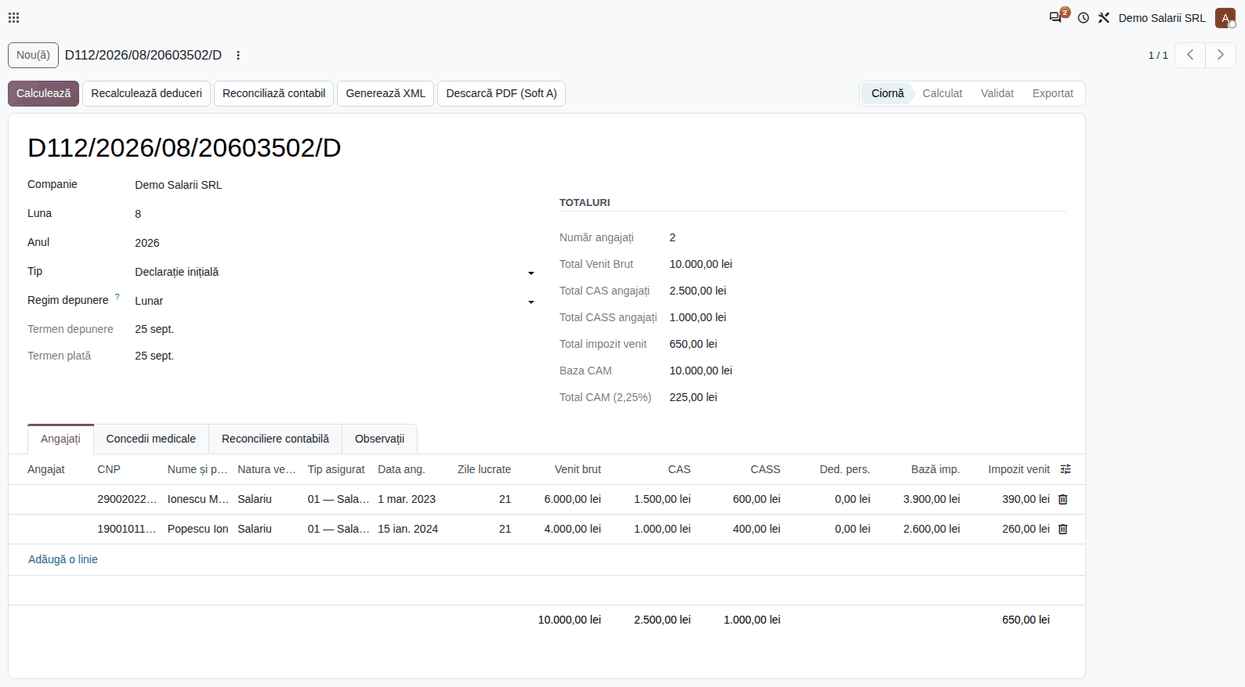 2
Demo Salarii SRL
A
Nou(ă)
D112/2026/08/20603502/D
1 / 1
Calculează
Recalculează deduceri
Reconciliază contabil
Generează XML
Descarcă PDF (Soft A)
Ciornă
Calculat
Validat
Exportat
D112/2026/08/20603502/D
Companie
Demo Salarii SRL
Luna
8
Anul
2026
Tip
Declarație inițială
Regim depunere ?
Lunar
Termen depunere
25 sept.
Termen plată
25 sept.
TOTALURI
Număr angajați
2
Total Venit Brut
10.000,00 lei
Total CAS angajați
2.500,00 lei
Total CASS angajați
1.000,00 lei
Total impozit venit
650,00 lei
Baza CAM
10.000,00 lei
Total CAM (2,25%)
225,00 lei
Angajați
Concedii medicale
Reconciliere contabilă
Observații
Angajat CNP Nume și p… Natura ve… Tip asigurat Data ang. Zile lucrate Venit brut CAS CASS Ded. pers. Bază imp. Impozit venit
29002022… Ionescu M… Salariu 01 — Sala… 1 mar. 2023 21 6.000,00 lei 1.500,00 lei 600,00 lei 0,00 lei 3.900,00 lei 390,00 lei
19001011… Popescu Ion Salariu 01 — Sala… 15 ian. 2024 21 4.000,00 lei 1.000,00 lei 400,00 lei 0,00 lei 2.600,00 lei 260,00 lei
Adăugă o linie
10.000,00 lei 2.500,00 lei 1.000,00 lei 650,00 lei